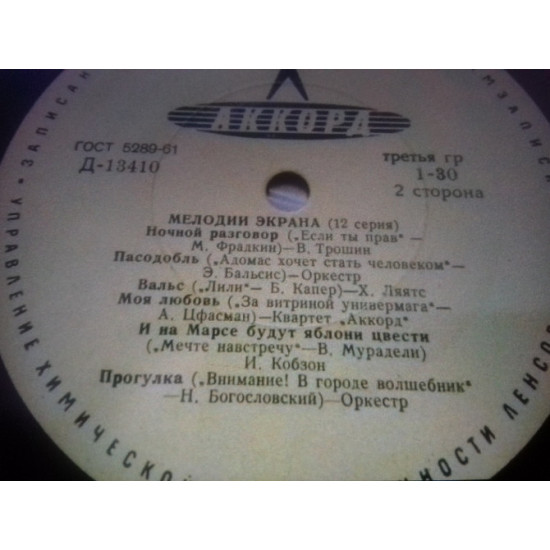 АККОРД
ГОСТ 5289-61
Д-13410
третья гр
1-30
2 сторона
МЕЛОДИИ ЭКРАНА (12 серия)
Ночной разговор („Если ты прав“ —
М. Фрадкин)—В. Трошин
Пасодобль („Адомас хочет стать человеком“—
Э. Бальсис)—Оркестр
Вальс („Лили“— Б. Капер)—Х. Ляятс
Моя любовь („За витриной универмага“—
А. Цфасман)—Квартет „Аккорд“
И на Марсе будут яблони цвести
(„Мечте навстречу“— В. Мурадели)
И. Кобзон
Прогулка („Внимание! В городе волшебник“
—Н. Богословский)—Оркестр
УПРАВЛЕНИЕ ХИМИЧЕСКОЙ
НОСТИ ЛЕНСО
ЗАПИСАН
МЗАПИС